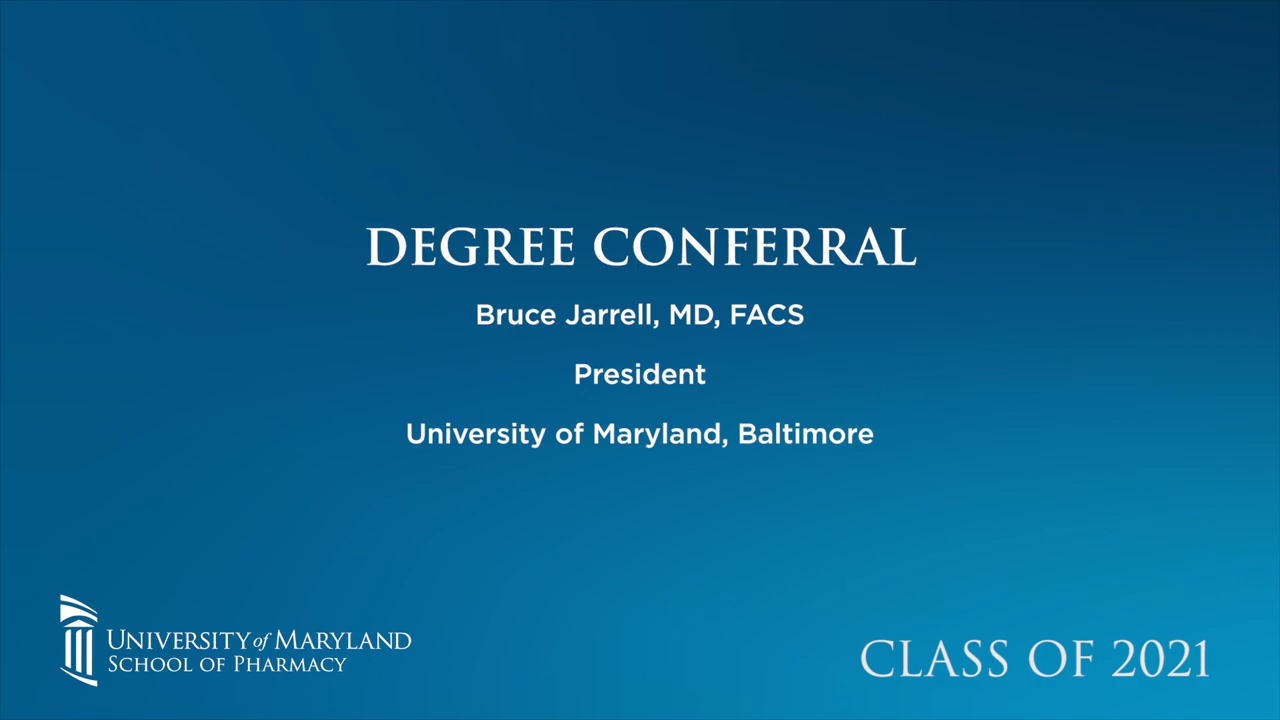 DEGREE CONFERRAL
Bruce Jarrell, MD, FACS
President
University of Maryland, Baltimore
UNIVERSITY of MARYLAND
SCHOOL OF PHARMACY
CLASS OF 2021